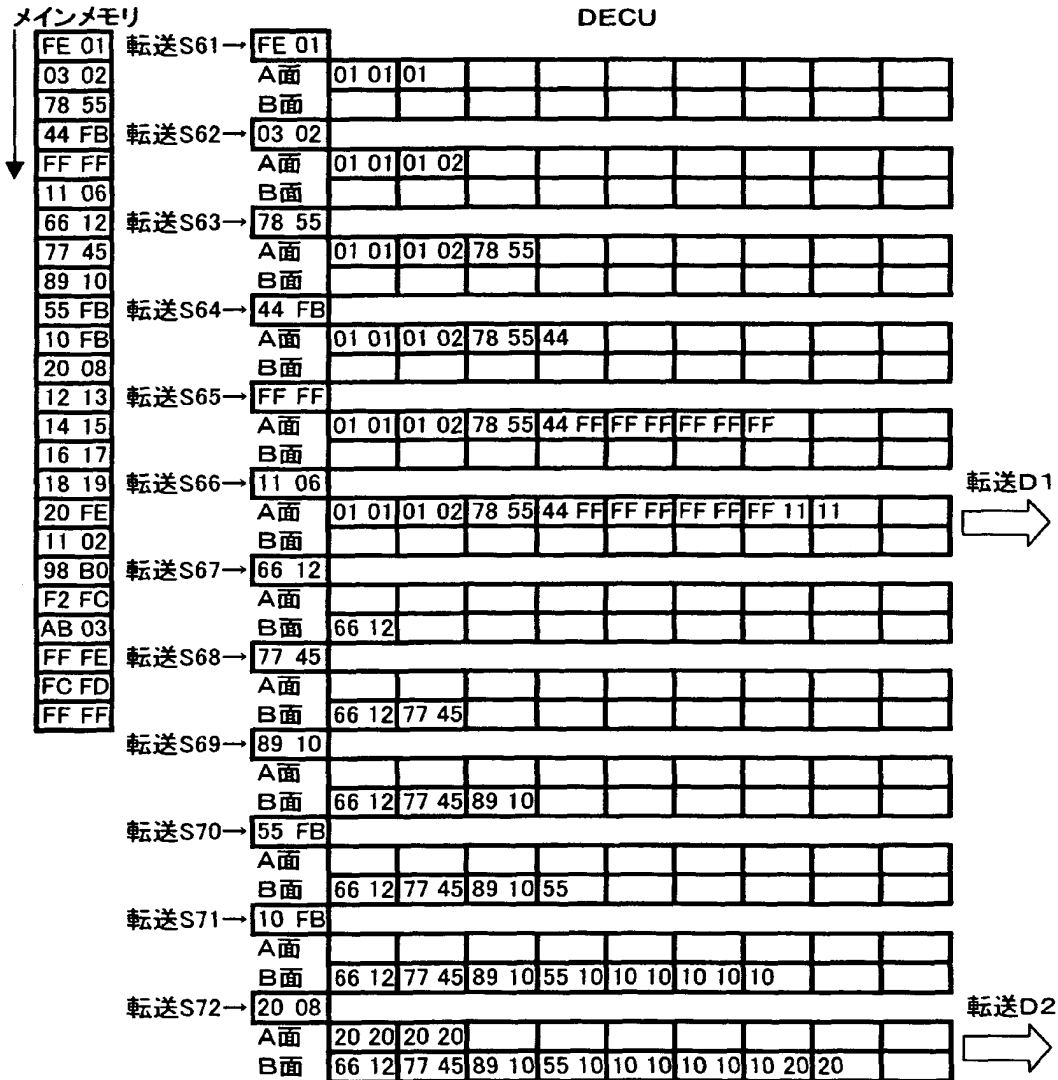 メインメモリ DECU
FE 01 転送S61→ FE 01
03 02 A面 01 01 01
78 55 B面
44 FB 転送S62→ 03 02
FF FF A面 01 01 01 02
11 06 B面
66 12 転送S63→ 78 55
77 45 A面 01 01 01 02 78 55
89 10 B面
55 FB 転送S64→ 44 FB
10 FB A面 01 01 01 02 78 55 44
20 08 B面
12 13 転送S65→ FF FF
14 15 A面 01 01 01 02 78 55 44 FF FF FF FF FF FF
16 17 B面
18 19 転送S66→ 11 06 転送D1
20 FE A面 01 01 01 02 78 55 44 FF FF FF FF FF FF 11 11
11 02 B面
98 B0 転送S67→ 66 12
F2 FC A面
AB 03 B面 66 12
FF FE 転送S68→ 77 45
FC FD A面
FF FF B面 66 12 77 45
転送S69→ 89 10
A面
B面 66 12 77 45 89 10
転送S70→ 55 FB
A面
B面 66 12 77 45 89 10 55
転送S71→ 10 FB
A面
B面 66 12 77 45 89 10 55 10 10 10 10 10 10
転送S72→ 20 08 転送D2
A面 20 20 20 20
B面 66 12 77 45 89 10 55 10 10 10 10 10 10 20 20